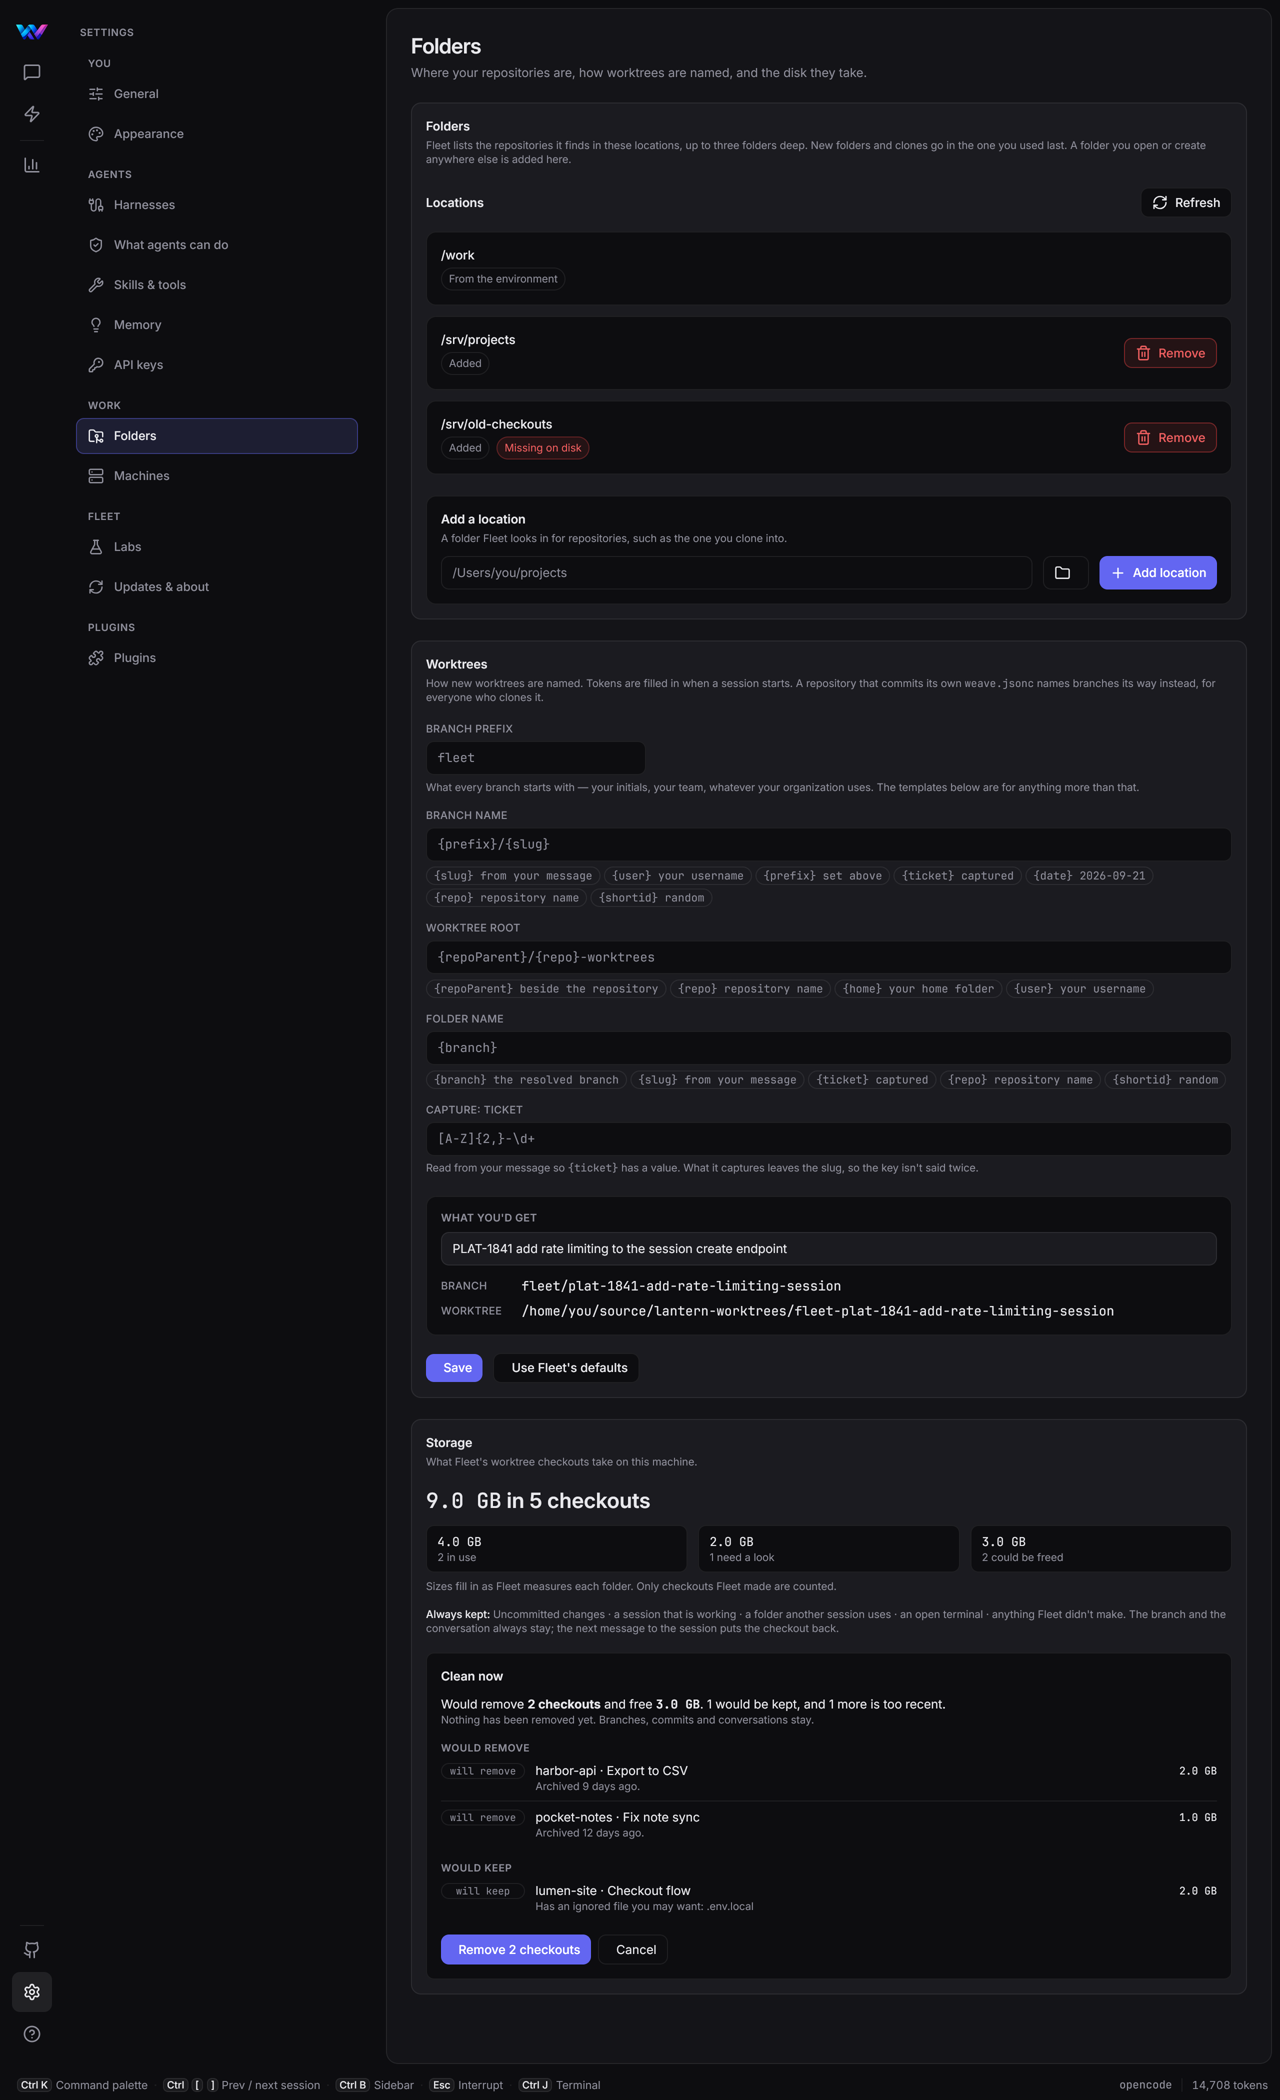 SETTINGS
YOU
General
Appearance
AGENTS
Harnesses
What agents can do
Skills & tools
Memory
API keys
WORK
Folders
Machines
FLEET
Labs
Updates & about
PLUGINS
Plugins
Folders
Where your repositories are, how worktrees are named, and the disk they take.
Folders
Fleet lists the repositories it finds in these locations, up to three folders deep. New folders and clones go in the one you used last. A folder you open or create
anywhere else is added here.
Locations
Refresh
/work
From the environment
/srv/projects
Added
Remove
/srv/old-checkouts
Added Missing on disk
Remove
Add a location
A folder Fleet looks in for repositories, such as the one you clone into.
/Users/you/projects
Add location
Worktrees
How new worktrees are named. Tokens are filled in when a session starts. A repository that commits its own weave.jsonc names branches its way instead, for
everyone who clones it.
BRANCH PREFIX
fleet
What every branch starts with — your initials, your team, whatever your organization uses. The templates below are for anything more than that.
BRANCH NAME
{prefix}/{slug}
{slug} from your message {user} your username {prefix} set above {ticket} captured {date} 2026-09-21
{repo} repository name {shortid} random
WORKTREE ROOT
{repoParent}/{repo}-worktrees
{repoParent} beside the repository {repo} repository name {home} your home folder {user} your username
FOLDER NAME
{branch}
{branch} the resolved branch {slug} from your message {ticket} captured {repo} repository name {shortid} random
CAPTURE: TICKET
[A-Z]{2,}-\d+
Read from your message so {ticket} has a value. What it captures leaves the slug, so the key isn't said twice.
WHAT YOU'D GET
PLAT-1841 add rate limiting to the session create endpoint
BRANCH fleet/plat-1841-add-rate-limiting-session
WORKTREE /home/you/source/lantern-worktrees/fleet-plat-1841-add-rate-limiting-session
Save Use Fleet's defaults
Storage
What Fleet's worktree checkouts take on this machine.
9.0 GB in 5 checkouts
4.0 GB
2 in use
2.0 GB
1 need a look
3.0 GB
2 could be freed
Sizes fill in as Fleet measures each folder. Only checkouts Fleet made are counted.
Always kept: Uncommitted changes · a session that is working · a folder another session uses · an open terminal · anything Fleet didn't make. The branch and the
conversation always stay; the next message to the session puts the checkout back.
Clean now
Would remove 2 checkouts and free 3.0 GB. 1 would be kept, and 1 more is too recent.
Nothing has been removed yet. Branches, commits and conversations stay.
WOULD REMOVE
will remove harbor-api · Export to CSV 2.0 GB
Archived 9 days ago.
will remove pocket-notes · Fix note sync 1.0 GB
Archived 12 days ago.
WOULD KEEP
will keep lumen-site · Checkout flow 2.0 GB
Has an ignored file you may want: .env.local
Remove 2 checkouts Cancel
Ctrl K Command palette · Ctrl [ ] Prev / next session · Ctrl B Sidebar · Esc Interrupt · Ctrl J Terminal
opencode 14,708 tokens